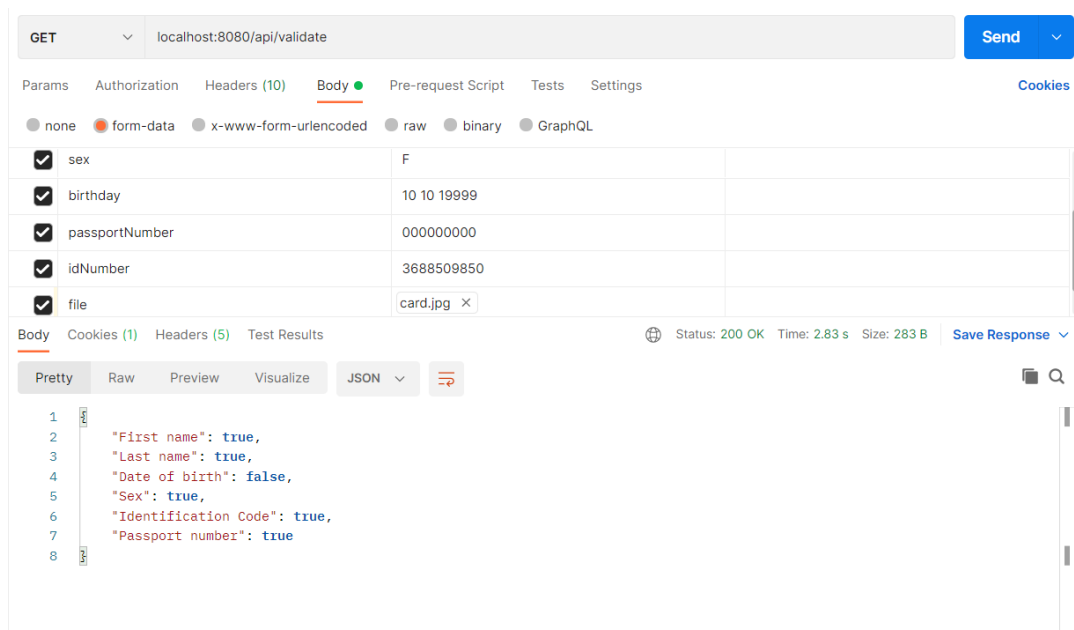 GET localhost:8080/api/validate Send
Params Authorization Headers (10) Body Pre-request Script Tests Settings Cookies
none form-data x-www-form-urlencoded raw binary GraphQL
sex F
birthday 10 10 19999
passportNumber 000000000
idNumber 3688509850
file card.jpg
Body Cookies (1) Headers (5) Test Results Status: 200 OK Time: 2.83 s Size: 283 B Save Response
Pretty Raw Preview Visualize JSON
1 {
2 "First name": true,
3 "Last name": true,
4 "Date of birth": false,
5 "Sex": true,
6 "Identification Code": true,
7 "Passport number": true
8 }